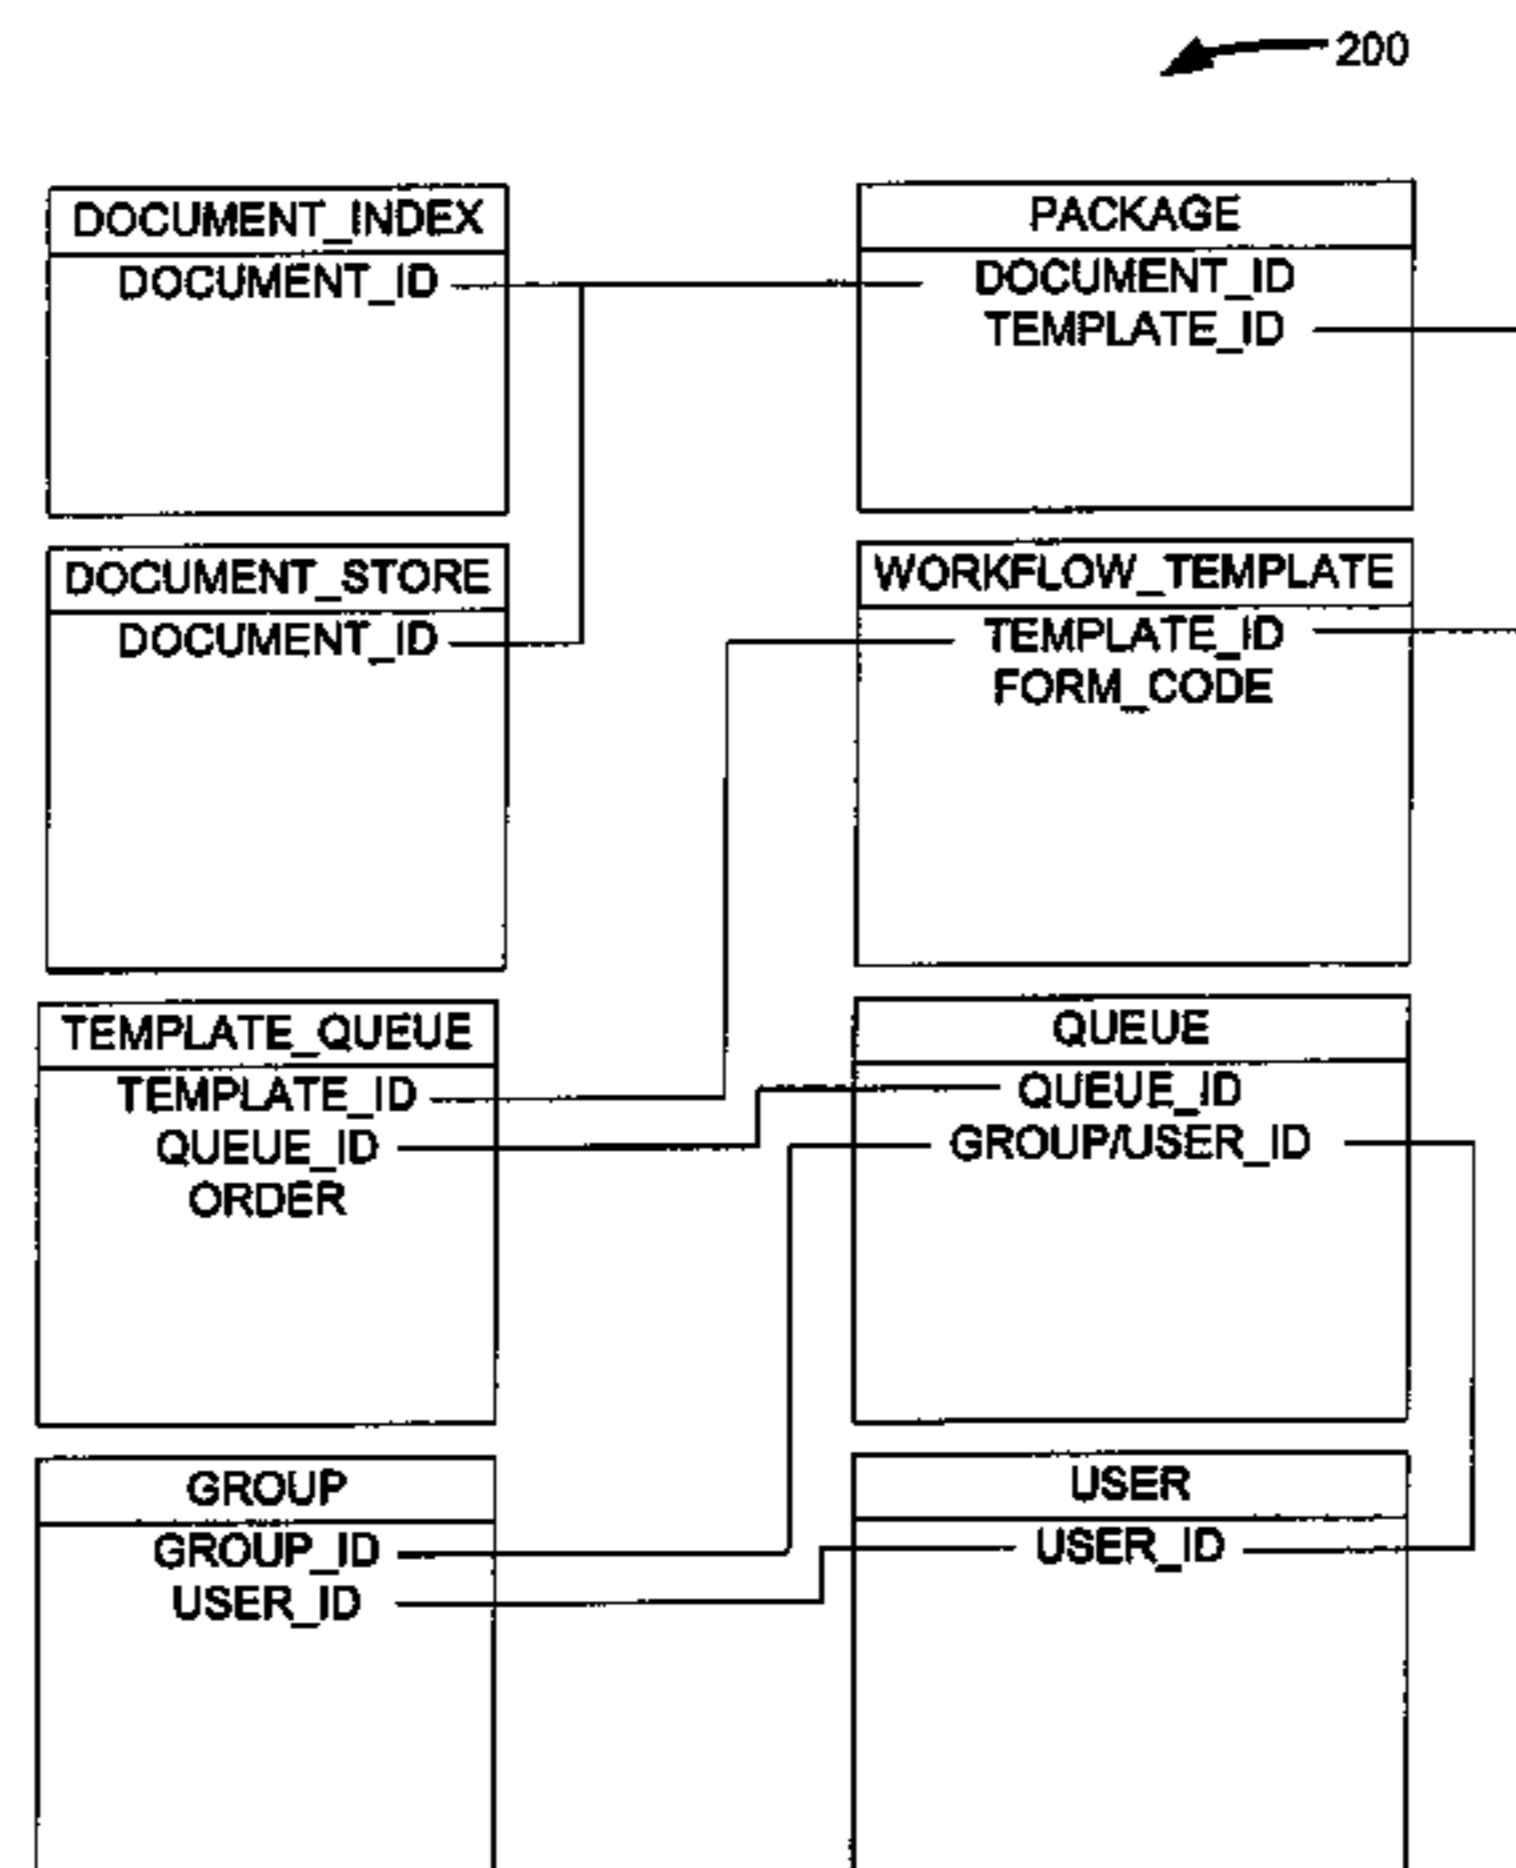 200
DOCUMENT_INDEX
DOCUMENT_ID
PACKAGE
DOCUMENT_ID
TEMPLATE_ID
DOCUMENT_STORE
DOCUMENT_ID
WORKFLOW_TEMPLATE
TEMPLATE_ID
FORM_CODE
TEMPLATE_QUEUE
TEMPLATE_ID
QUEUE_ID
ORDER
QUEUE
QUEUE_ID
GROUP/USER_ID
GROUP
GROUP_ID
USER_ID
USER
USER_ID